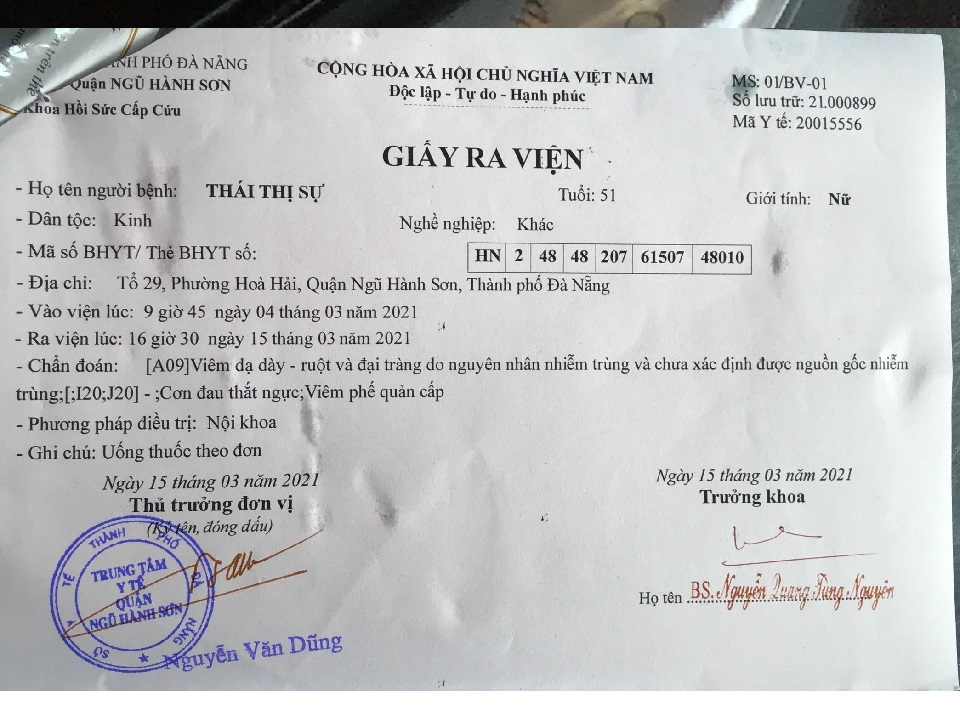 ÀNH PHỐ ĐÀ NẴNG
Quận NGŨ HÀNH SƠN
Khoa Hồi Sức Cấp Cứu
CỘNG HÒA XÃ HỘI CHỦ NGHĨA VIỆT NAM
Độc lập - Tự do - Hạnh phúc
MS: 01/BV-01
Số lưu trữ: 21.000899
Mã Y tế: 20015556
GIẤY RA VIỆN
- Họ tên người bệnh: THÁI THỊ SỰ Tuổi: 51 Giới tính: Nữ
- Dân tộc: Kinh Nghề nghiệp: Khác
- Mã số BHYT/ Thẻ BHYT số: HN 2 48 48 207 61507 48010
- Địa chỉ: Tổ 29, Phường Hoà Hải, Quận Ngũ Hành Sơn, Thành phố Đà Nẵng
- Vào viện lúc: 9 giờ 45 ngày 04 tháng 03 năm 2021
- Ra viện lúc: 16 giờ 30 ngày 15 tháng 03 năm 2021
- Chẩn đoán: [A09]Viêm dạ dày - ruột và đại tràng do nguyên nhân nhiễm trùng và chưa xác định được nguồn gốc nhiễm
trùng;[;I20;J20] - ;Cơn đau thắt ngực;Viêm phế quản cấp
- Phương pháp điều trị: Nội khoa
- Ghi chú: Uống thuốc theo đơn
Ngày 15 tháng 03 năm 2021
Thủ trưởng đơn vị
(Ký tên, đóng dấu)
SỞ Y TẾ THÀNH PHỐ ĐÀ NẴNG
TRUNG TÂM
Y TẾ
QUẬN
NGŨ HÀNH SƠN
Nguyễn Văn Dũng
Ngày 15 tháng 03 năm 2021
Trưởng khoa
Họ tên BS. Nguyễn Quang Tùng Nguyên